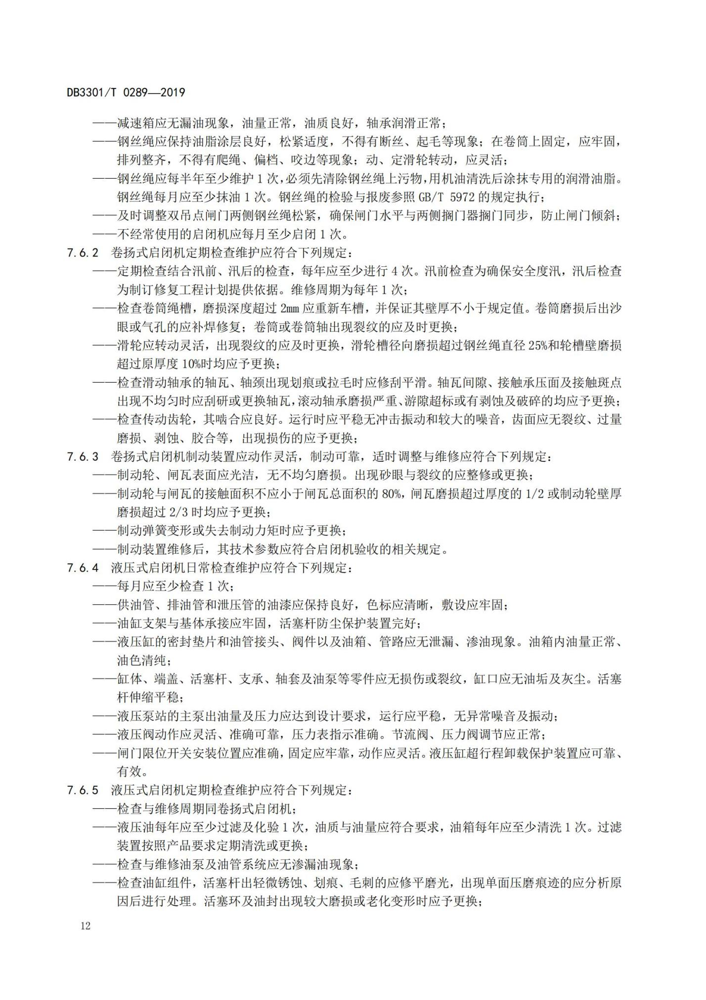 DB3301/T 0289—2019
——减速箱应无漏油现象，油量正常，油质良好，轴承润滑正常；
——钢丝绳应保持油脂涂层良好，松紧适度，不得有断丝、起毛等现象；在卷筒上固定，应牢固，
排列整齐，不得有爬绳、偏档、咬边等现象；动、定滑轮转动，应灵活；
——钢丝绳应每半年至少维护 1 次，必须先清除钢丝绳上污物，用机油清洗后涂抹专用的润滑油脂。
钢丝绳每月应至少抹油 1 次。钢丝绳的检验与报废参照 GB/T 5972 的规定执行；
——及时调整双吊点闸门两侧钢丝绳松紧，确保闸门水平与两侧搁门器搁门同步，防止闸门倾斜；
——不经常使用的启闭机应每月至少启闭 1 次。
7.6.2 卷扬式启闭机定期检查维护应符合下列规定：
——定期检查结合汛前、汛后的检查，每年应至少进行 4 次。汛前检查为确保安全度汛，汛后检查
为制订修复工程计划提供依据。维修周期为每年 1 次；
——检查卷筒绳槽，磨损深度超过 2mm 应重新车槽，并保证其壁厚不小于规定值。卷筒磨损后出沙
眼或气孔的应补焊修复；卷筒或卷筒轴出现裂纹的应及时更换；
——滑轮应转动灵活，出现裂纹的应及时更换，滑轮槽径向磨损超过钢丝绳直径 25%和轮槽壁磨损
超过原厚度 10%时均应予更换；
——检查滑动轴承的轴瓦、轴颈出现划痕或拉毛时应修刮平滑。轴瓦间隙、接触承压面及接触斑点
出现不均匀时应刮研或更换轴瓦，滚动轴承磨损严重、游隙超标或有剥蚀及破碎的均应予更换；
——检查传动齿轮，其啮合应良好。运行时应平稳无冲击振动和较大的噪音，齿面应无裂纹、过量
磨损、剥蚀、胶合等，出现损伤的应予更换；
7.6.3 卷扬式启闭机制动装置应动作灵活，制动可靠，适时调整与维修应符合下列规定：
——制动轮、闸瓦表面应光洁，无不均匀磨损。出现砂眼与裂纹的应整修或更换；
——制动轮与闸瓦的接触面积不应小于闸瓦总面积的 80%，闸瓦磨损超过厚度的 1/2 或制动轮壁厚
磨损超过 2/3 时均应予更换；
——制动弹簧变形或失去制动力矩时应予更换；
——制动装置维修后，其技术参数应符合启闭机验收的相关规定。
7.6.4 液压式启闭机日常检查维护应符合下列规定：
——每月应至少检查 1 次；
——供油管、排油管和泄压管的油漆应保持良好，色标应清晰，敷设应牢固；
——油缸支架与基体承接应牢固，活塞杆防尘保护装置完好；
——液压缸的密封垫片和油管接头、阀件以及油箱、管路应无泄漏、渗油现象。油箱内油量正常、
油色清纯；
——缸体、端盖、活塞杆、支承、轴套及油泵等零件应无损伤或裂纹，缸口应无油垢及灰尘。活塞
杆伸缩平稳；
——液压泵站的主泵出油量及压力应达到设计要求，运行应平稳，无异常噪音及振动；
——液压阀动作应灵活、准确可靠，压力表指示准确。节流阀、压力阀调节应正常；
——闸门限位开关安装位置应准确，固定应牢靠，动作应灵活。液压缸超行程卸载保护装置应可靠、
有效。
7.6.5 液压式启闭机定期检查维护应符合下列规定：
——检查与维修周期同卷扬式启闭机；
——液压油每年应至少过滤及化验 1 次，油质与油量应符合要求，油箱每年应至少清洗 1 次。过滤
装置按照产品要求定期清洗或更换；
——检查与维修油泵及油管系统应无渗漏油现象；
——检查油缸组件，活塞杆出轻微锈蚀、划痕、毛刺的应修平磨光，出现单面压磨痕迹的应分析原
因后进行处理。活塞环及油封出现较大磨损或老化变形时应予更换；
12